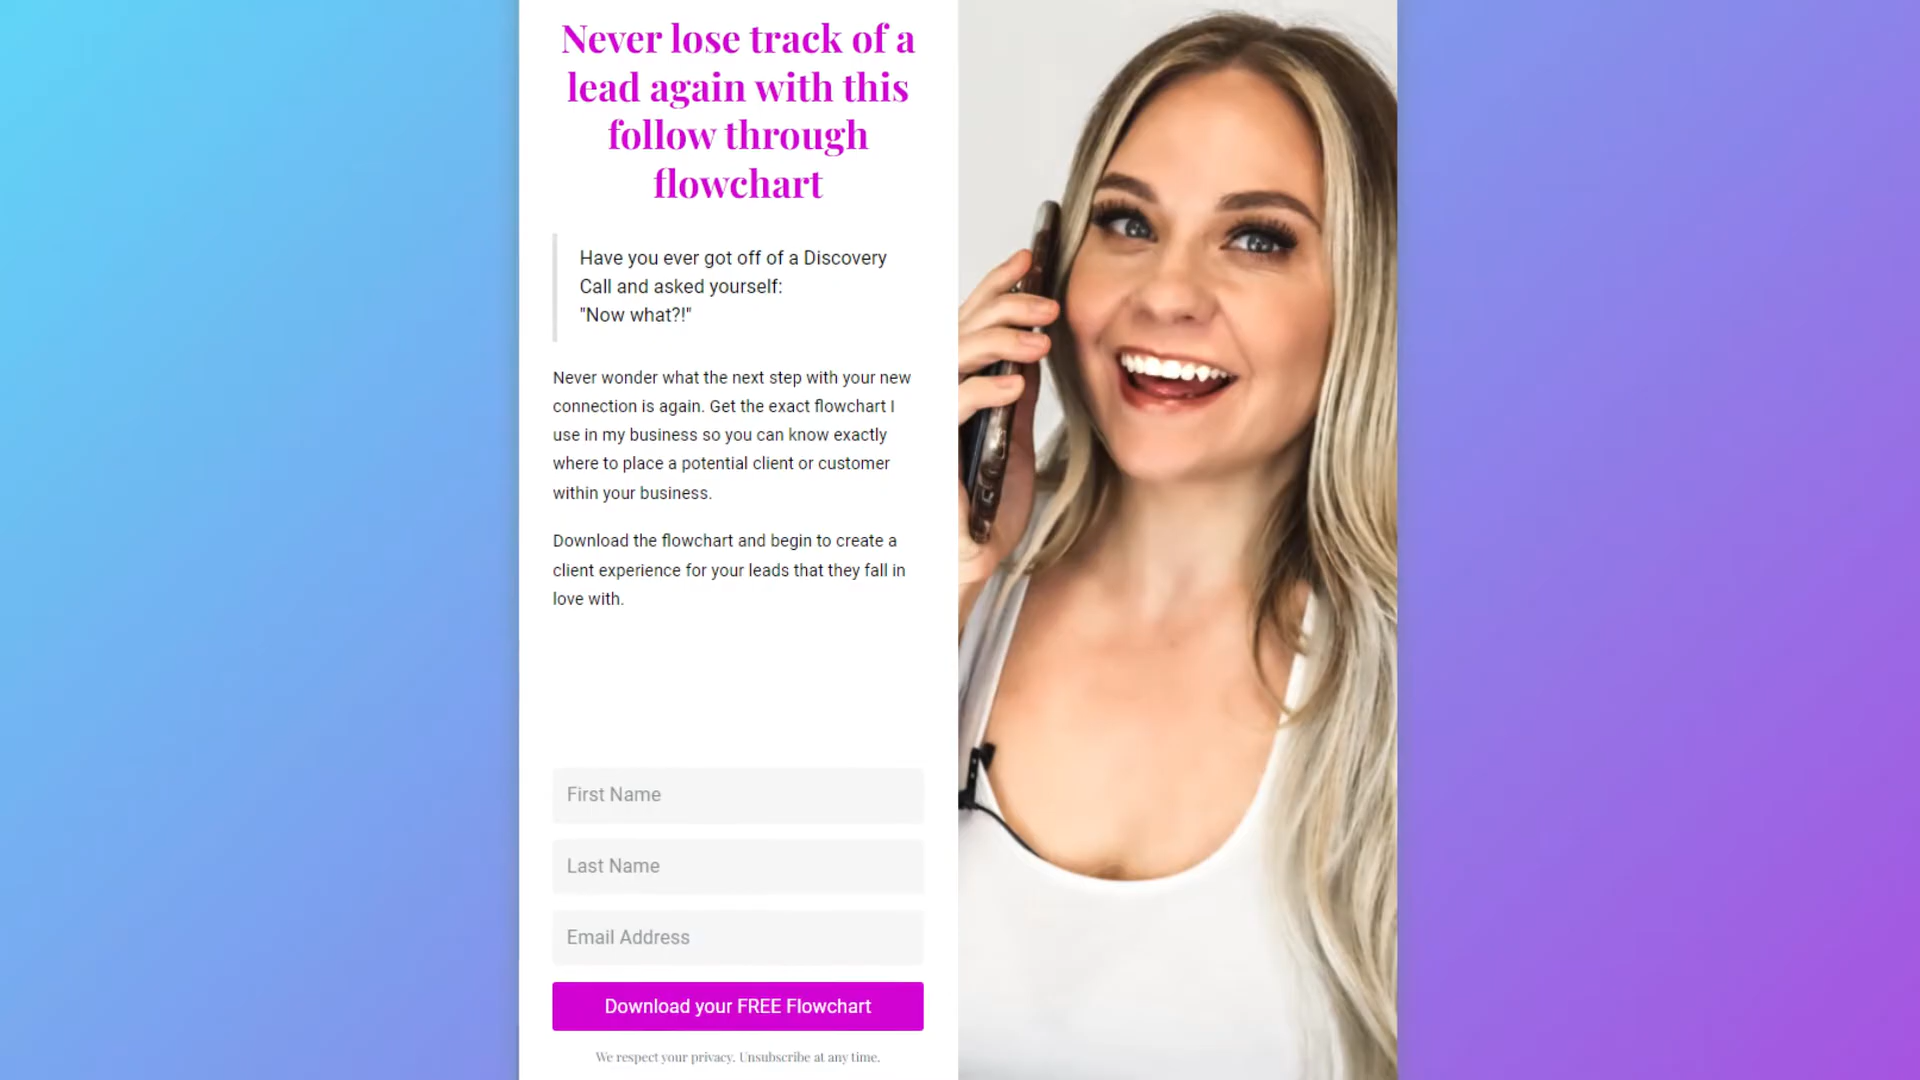 Never lose track of a
lead again with this
follow through
flowchart
Have you ever got off of a Discovery
Call and asked yourself:
"Now what?!"
Never wonder what the next step with your new
connection is again. Get the exact flowchart I
use in my business so you can know exactly
where to place a potential client or customer
within your business.
Download the flowchart and begin to create a
client experience for your leads that they fall in
love with.
First Name
Last Name
Email Address
Download your FREE Flowchart
We respect your privacy. Unsubscribe at any time.